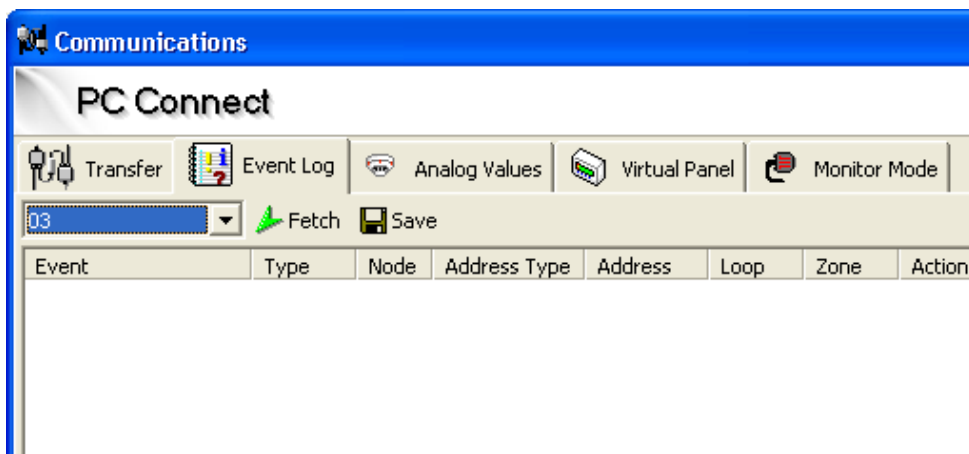 Communications
PC Connect
Transfer Event Log Analog Values Virtual Panel Monitor Mode
03 Fetch Save
Event Type Node Address Type Address Loop Zone Action